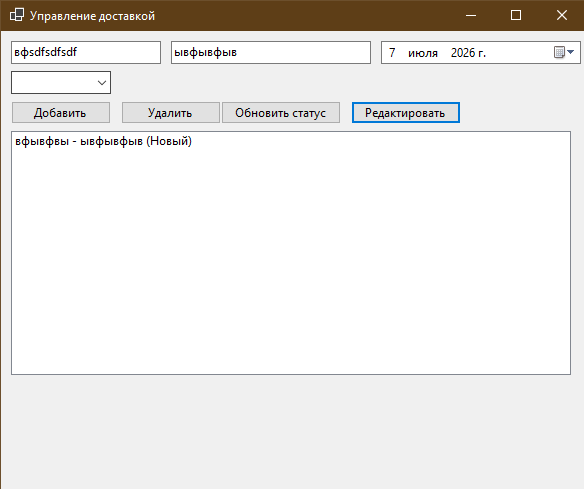 Управление доставкой
вфsdfsdfsdf ывфывфыв 7 июля 2026 г.
Добавить Удалить Обновить статус Редактировать
вфывфвы - ывфывфыв (Новый)